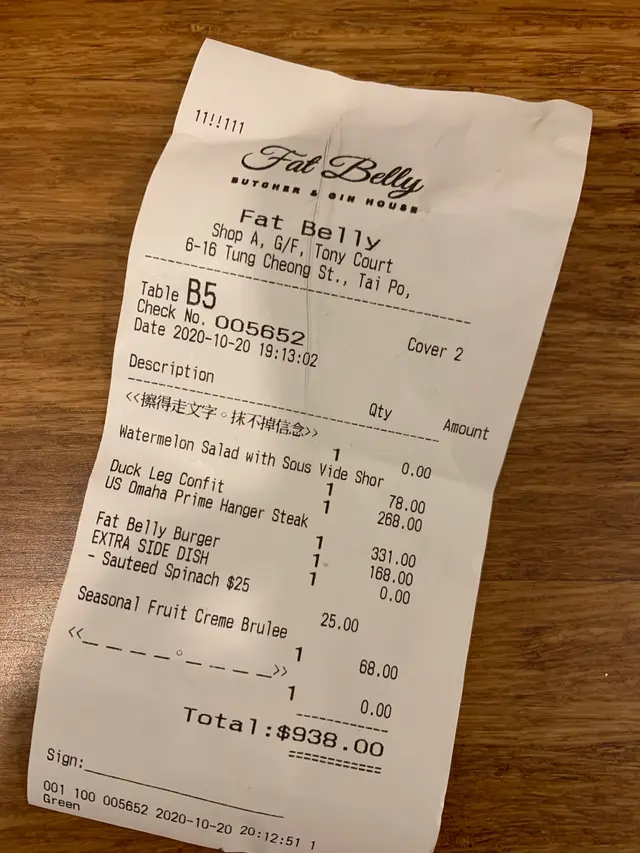 11!!111
Fat Belly
BUTCHER & GIN HOUSE
Fat Belly
Shop A, G/F, Tony Court
6-16 Tung Cheong St., Tai Po,
Table B5
Check No. 005652 Cover 2
Date 2020-10-20 19:13:02
Description Qty Amount
<<擦得走文字。抹不掉信念>>
1 0.00
Watermelon Salad with Sous Vide Shor
1 78.00
Duck Leg Confit 1 268.00
US Omaha Prime Hanger Steak
1 331.00
Fat Belly Burger 1 168.00
EXTRA SIDE DISH 1 0.00
- Sauteed Spinach $25
25.00
Seasonal Fruit Creme Brulee
1 68.00
<<_ _ _ _ 。_ _ _ _ _>>
1 0.00
Total:$938.00
Sign:
001 100 005652 2020-10-20 20:12:51 1
Green